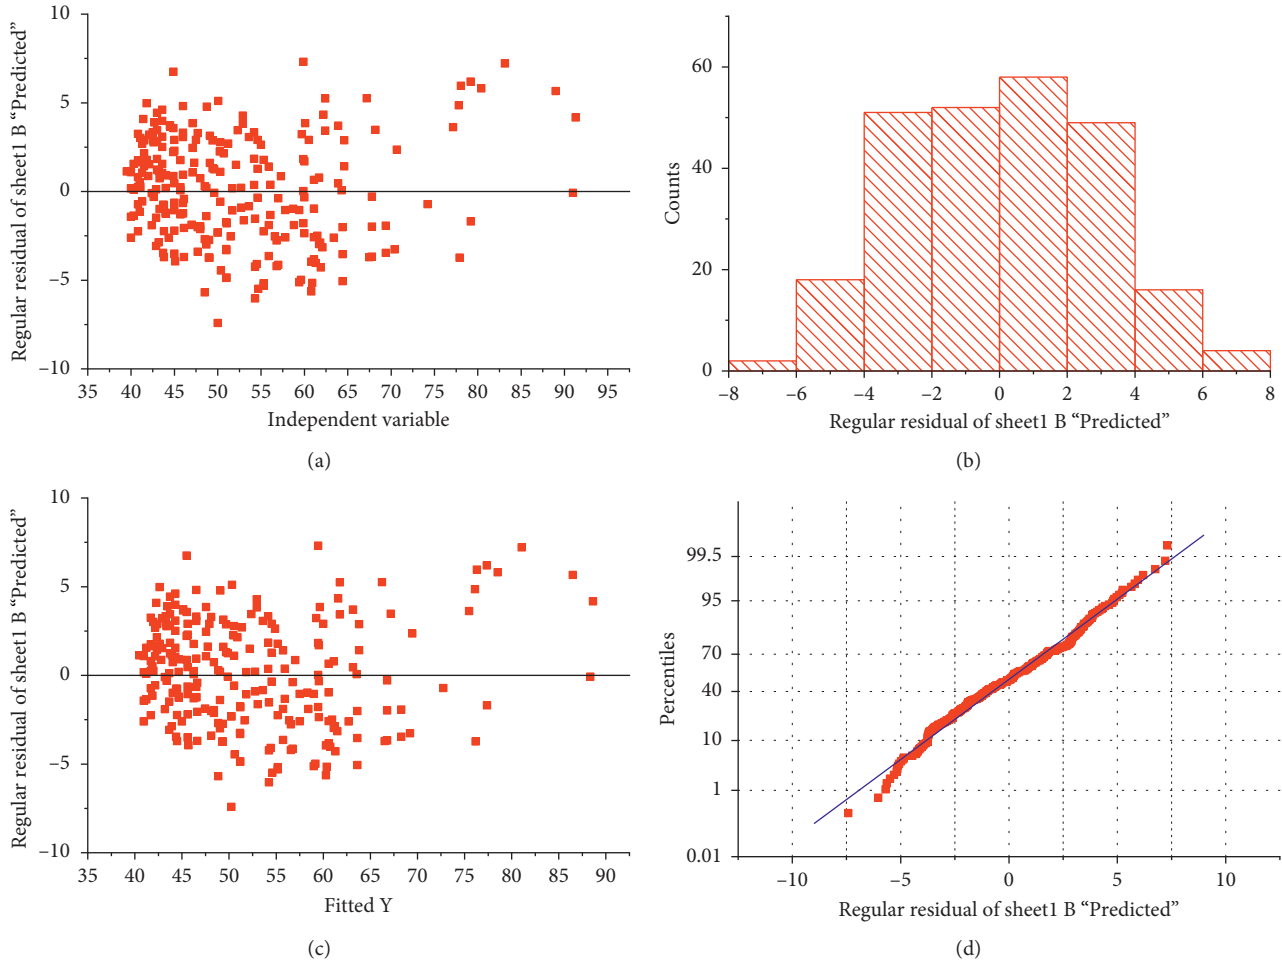 10
5
0
−5
−10
35 40 45 50 55 60 65 70 75 80 85 90 95
Independent variable
Regular residual of sheet1 B “Predicted”
(a)
60
40
20
0
−8 −6 −4 −2 0 2 4 6 8
Regular residual of sheet1 B “Predicted”
Counts
(b)
10
5
0
−5
−10
35 40 45 50 55 60 65 70 75 80 85 90
Fitted Y
Regular residual of sheet1 B “Predicted”
(c)
99.5
95
70
40
10
1
0.01
−10 −5 0 5 10
Regular residual of sheet1 B “Predicted”
Percentiles
(d)